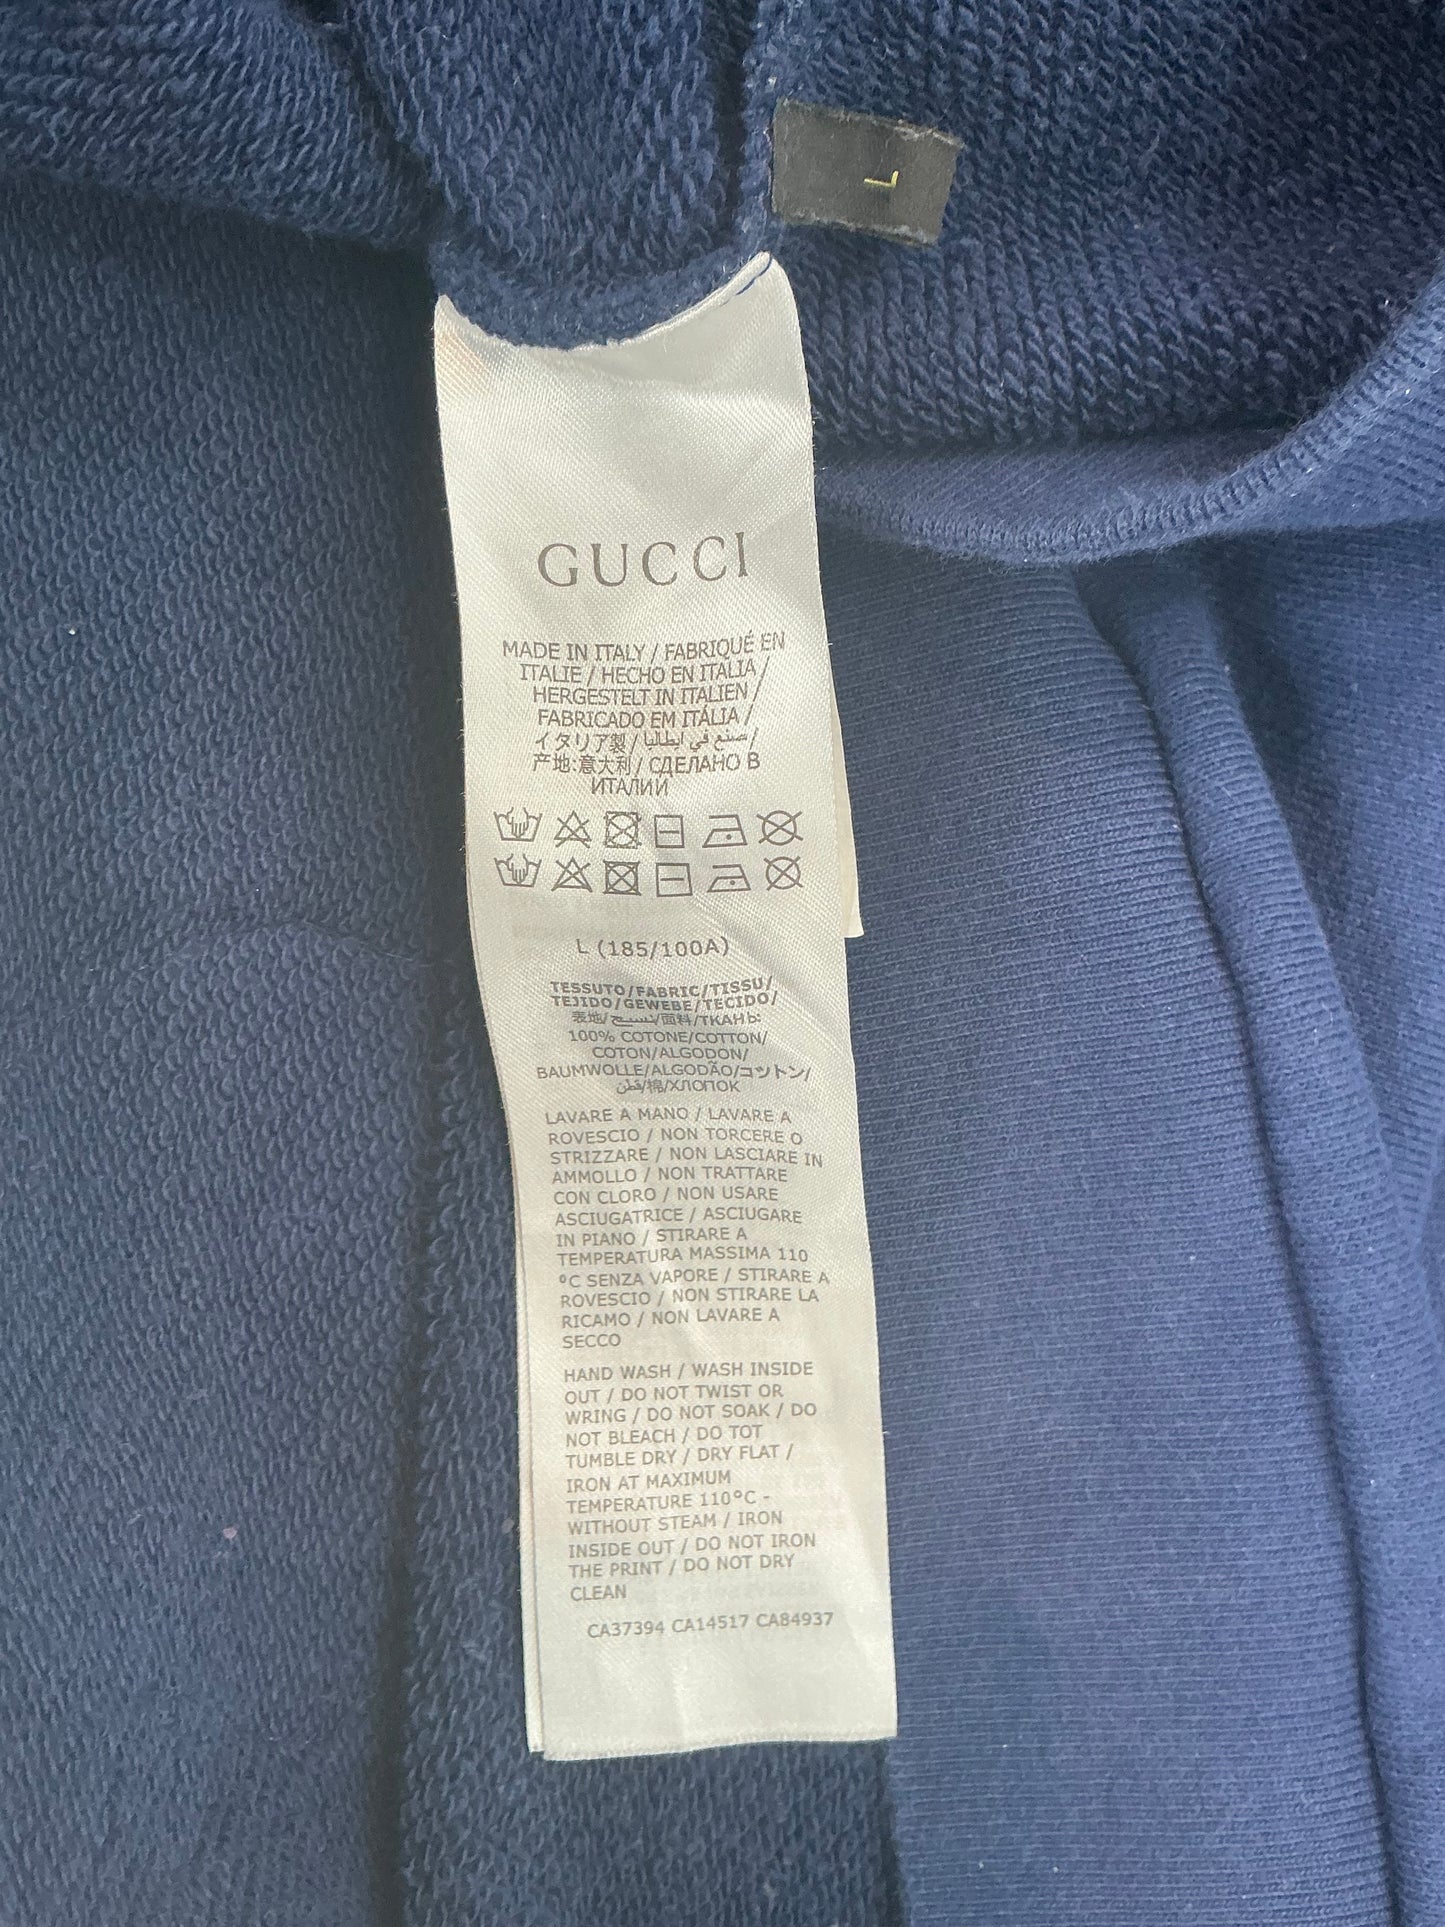 L
GUCCI
MADE IN ITALY / FABRIQUÉ EN
ITALIE / HECHO EN ITALIA /
HERGESTELT IN ITALIEN /
FABRICADO EM ITÁLIA /
イタリア製 / صنع في ايطاليا /
产地:意大利 / СДЕЛАНО В
ИТАЛИИ
L (185/100A)
TESSUTO/FABRIC/TISSU/
TEJIDO/GEWEBE/TECIDO/
表地/نسيج/面料/ТКАНЬ:
100% COTONE/COTTON/
COTON/ALGODON/
BAUMWOLLE/ALGODÃO/コットン/
قطن/棉/ХЛОПОК
LAVARE A MANO / LAVARE A
ROVESCIO / NON TORCERE O
STRIZZARE / NON LASCIARE IN
AMMOLLO / NON TRATTARE
CON CLORO / NON USARE
ASCIUGATRICE / ASCIUGARE
IN PIANO / STIRARE A
TEMPERATURA MASSIMA 110
°C SENZA VAPORE / STIRARE A
ROVESCIO / NON STIRARE LA
RICAMO / NON LAVARE A
SECCO
HAND WASH / WASH INSIDE
OUT / DO NOT TWIST OR
WRING / DO NOT SOAK / DO
NOT BLEACH / DO TOT
TUMBLE DRY / DRY FLAT /
IRON AT MAXIMUM
TEMPERATURE 110°C -
WITHOUT STEAM / IRON
INSIDE OUT / DO NOT IRON
THE PRINT / DO NOT DRY
CLEAN
CA37394 CA14517 CA84937